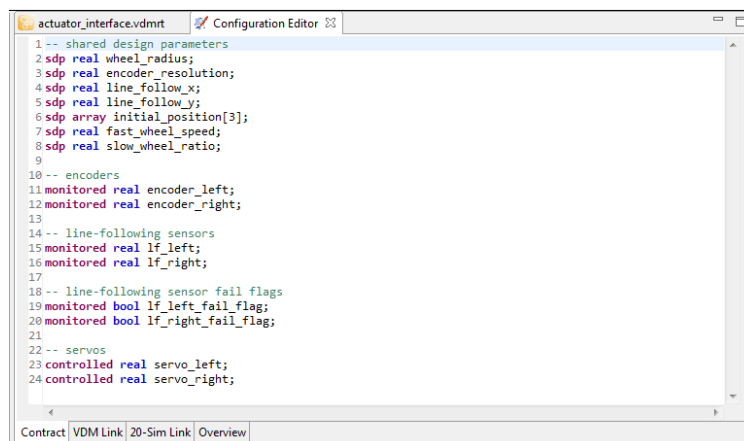 actuator_interface.vdmrt Configuration Editor
1 -- shared design parameters
2 sdp real wheel_radius;
3 sdp real encoder_resolution;
4 sdp real line_follow_x;
5 sdp real line_follow_y;
6 sdp array initial_position[3];
7 sdp real fast_wheel_speed;
8 sdp real slow_wheel_ratio;
9
10 -- encoders
11 monitored real encoder_left;
12 monitored real encoder_right;
13
14 -- line-following sensors
15 monitored real lf_left;
16 monitored real lf_right;
17
18 -- line-following sensor fail flags
19 monitored bool lf_left_fail_flag;
20 monitored bool lf_right_fail_flag;
21
22 -- servos
23 controlled real servo_left;
24 controlled real servo_right;
Contract VDM Link 20-Sim Link Overview